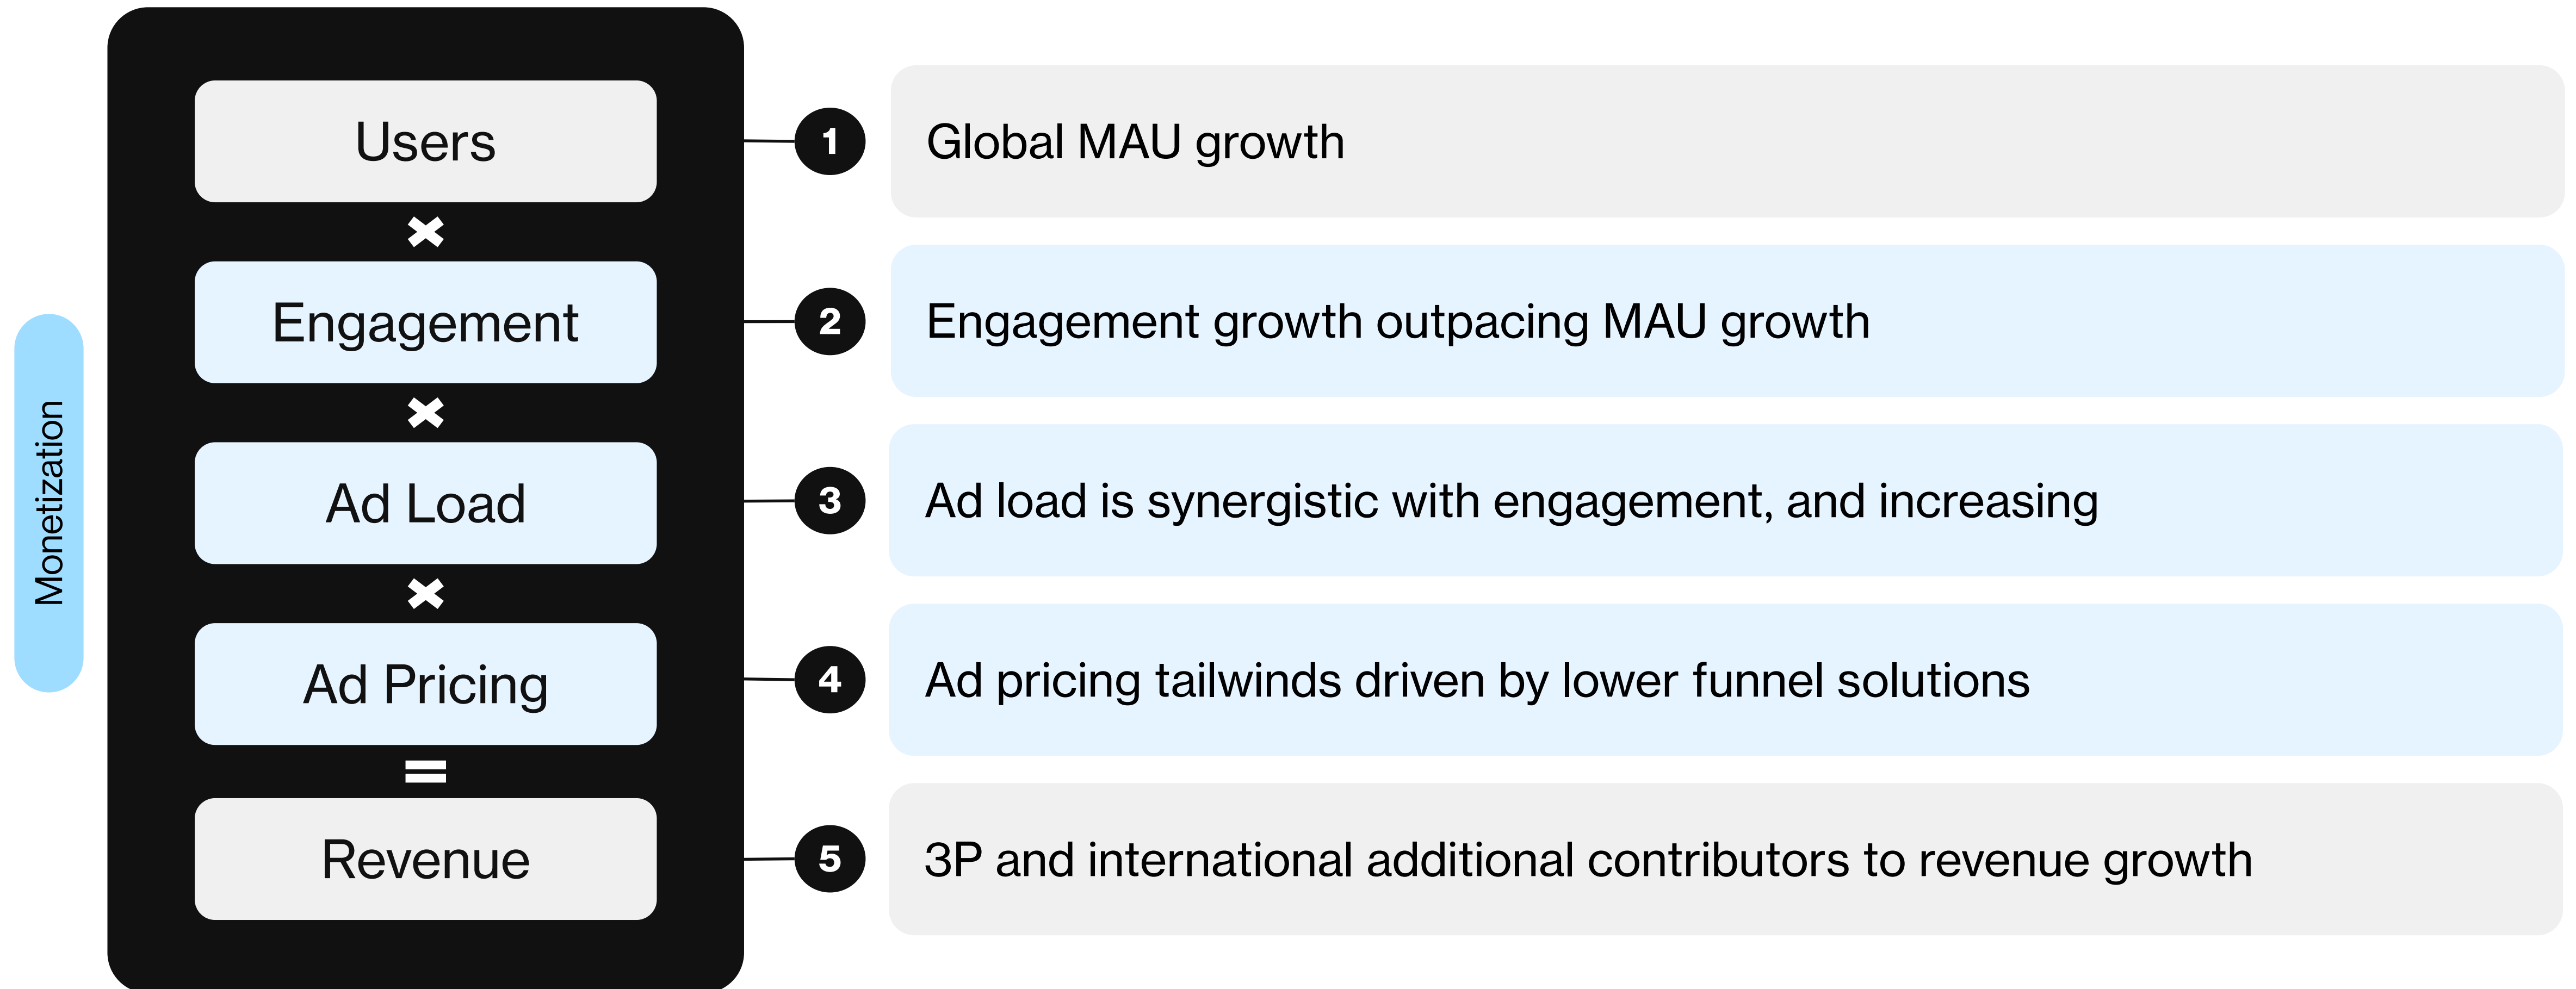 Monetization
Users
×
Engagement
×
Ad Load
×
Ad Pricing
=
Revenue
1 Global MAU growth
2 Engagement growth outpacing MAU growth
3 Ad load is synergistic with engagement, and increasing
4 Ad pricing tailwinds driven by lower funnel solutions
5 3P and international additional contributors to revenue growth